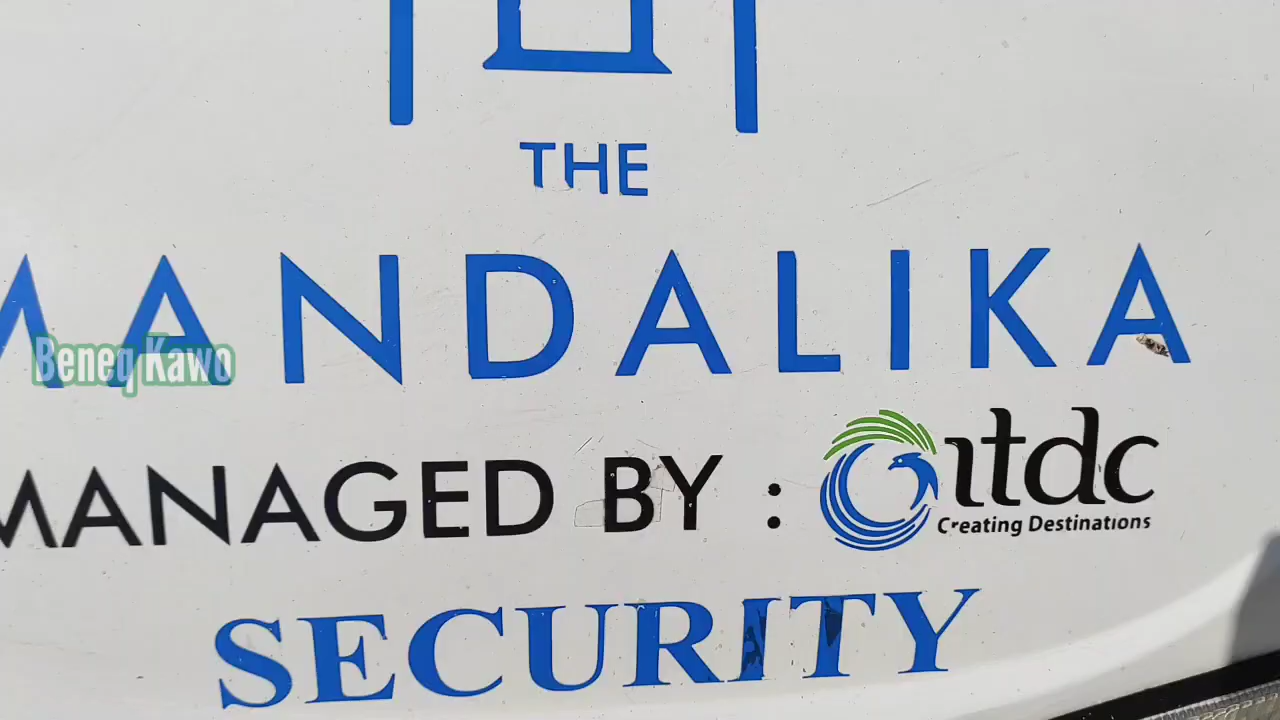 THE
MANDALIKA
Beneq Kawo
MANAGED BY : itdc
Creating Destinations
SECURITY